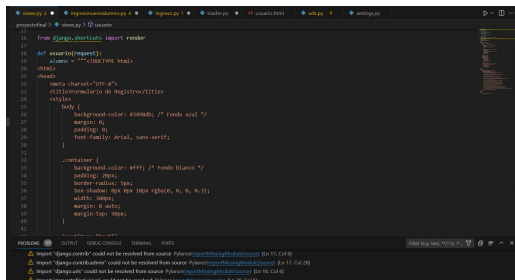 views.py 2 ingresonuevoalumno.py 4 ingreso.py 1 loader.py usuario.html urls.py 4 settings.py
proyectofinal > views.py > usuario
15
16 from django.shortcuts import render
17
18 def usuario(request):
19 alumno = """<!DOCTYPE html>
20 <html>
21 <head>
22 <meta charset="UTF-8">
23 <title>Formulario de Registro</title>
24 <style>
25 body {
26 background-color: #3498db; /* Fondo azul */
27 margin: 0;
28 padding: 0;
29 font-family: Arial, sans-serif;
30 }
31
32 .container {
33 background-color: #fff; /* Fondo blanco */
34 padding: 20px;
35 border-radius: 5px;
36 box-shadow: 0px 0px 10px rgba(0, 0, 0, 0.3);
37 width: 300px;
38 margin: 0 auto;
39 margin-top: 50px;
40 }
41
PROBLEMS 11 OUTPUT DEBUG CONSOLE TERMINAL PORTS
Import "django.contrib" could not be resolved from source Pylance(reportMissingModuleSource) [Ln 17, Col 6]
Import "django.contrib.admin" could not be resolved from source Pylance(reportMissingModuleSource) [Ln 17, Col 28]
Import "django.urls" could not be resolved from source Pylance(reportMissingModuleSource) [Ln 18, Col 6]